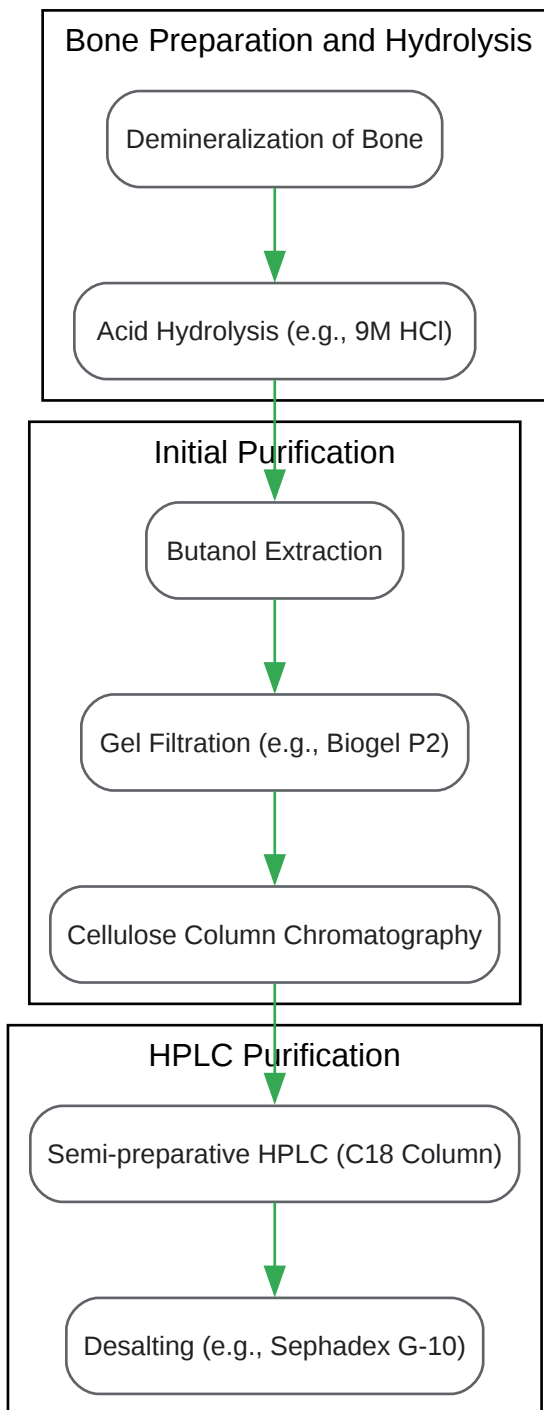 Bone Preparation and Hydrolysis
Demineralization of Bone
Acid Hydrolysis (e.g., 9M HCl)
Initial Purification
Butanol Extraction
Gel Filtration (e.g., Biogel P2)
Cellulose Column Chromatography
HPLC Purification
Semi-preparative HPLC (C18 Column)
Desalting (e.g., Sephadex G-10)